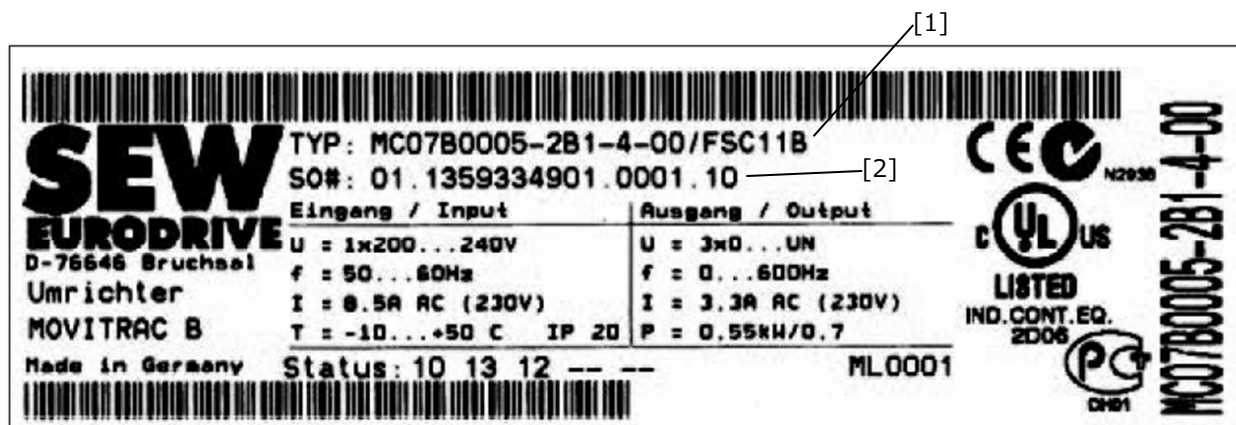 [1]
SEW
EURODRIVE
D-76646 Bruchsal
Umrichter
MOVITRAC B
Made in Germany
TYP: MC07B0005-2B1-4-00/FSC11B
SO#: 01.1359334901.0001.10
[2]
Eingang / Input
U = 1x200...240V
f = 50...60Hz
I = 8.5A AC (230V)
T = -10...+50 C IP 20
Ausgang / Output
U = 3x0...UN
f = 0...600Hz
I = 3.3A AC (230V)
P = 0.55kW/0.7
Status: 10 13 12 -- --
ML0001
CE
N2936
C UL US
LISTED
IND.CONT.EQ.
2D06
MC07B0005-2B1-4-00